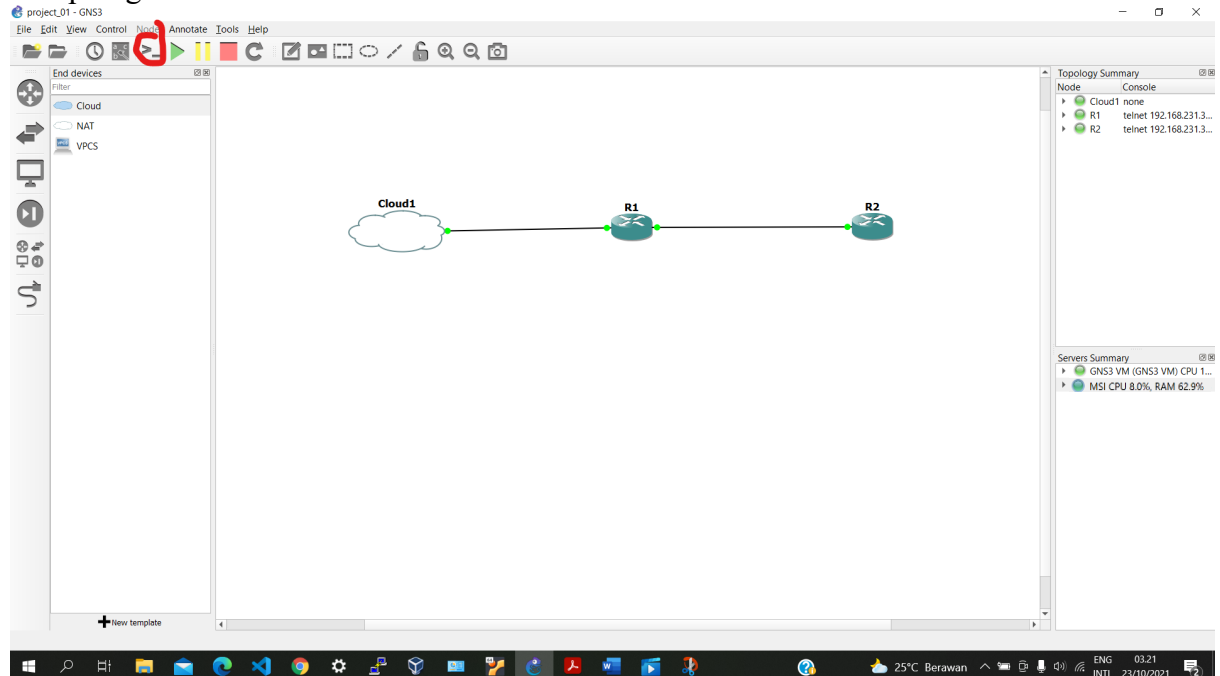 project_01 - GNS3
File Edit View Control Node Annotate Tools Help
End devices
Filter
Cloud
NAT
VPCS
New template
Cloud1
R1
R2
Topology Summary
Node Console
Cloud1 none
R1 telnet 192.168.231.3...
R2 telnet 192.168.231.3...
Servers Summary
GNS3 VM (GNS3 VM) CPU 1...
MSI CPU 8.0%, RAM 62.9%
25°C Berawan
ENG
INTL
03.21
23/10/2021
2